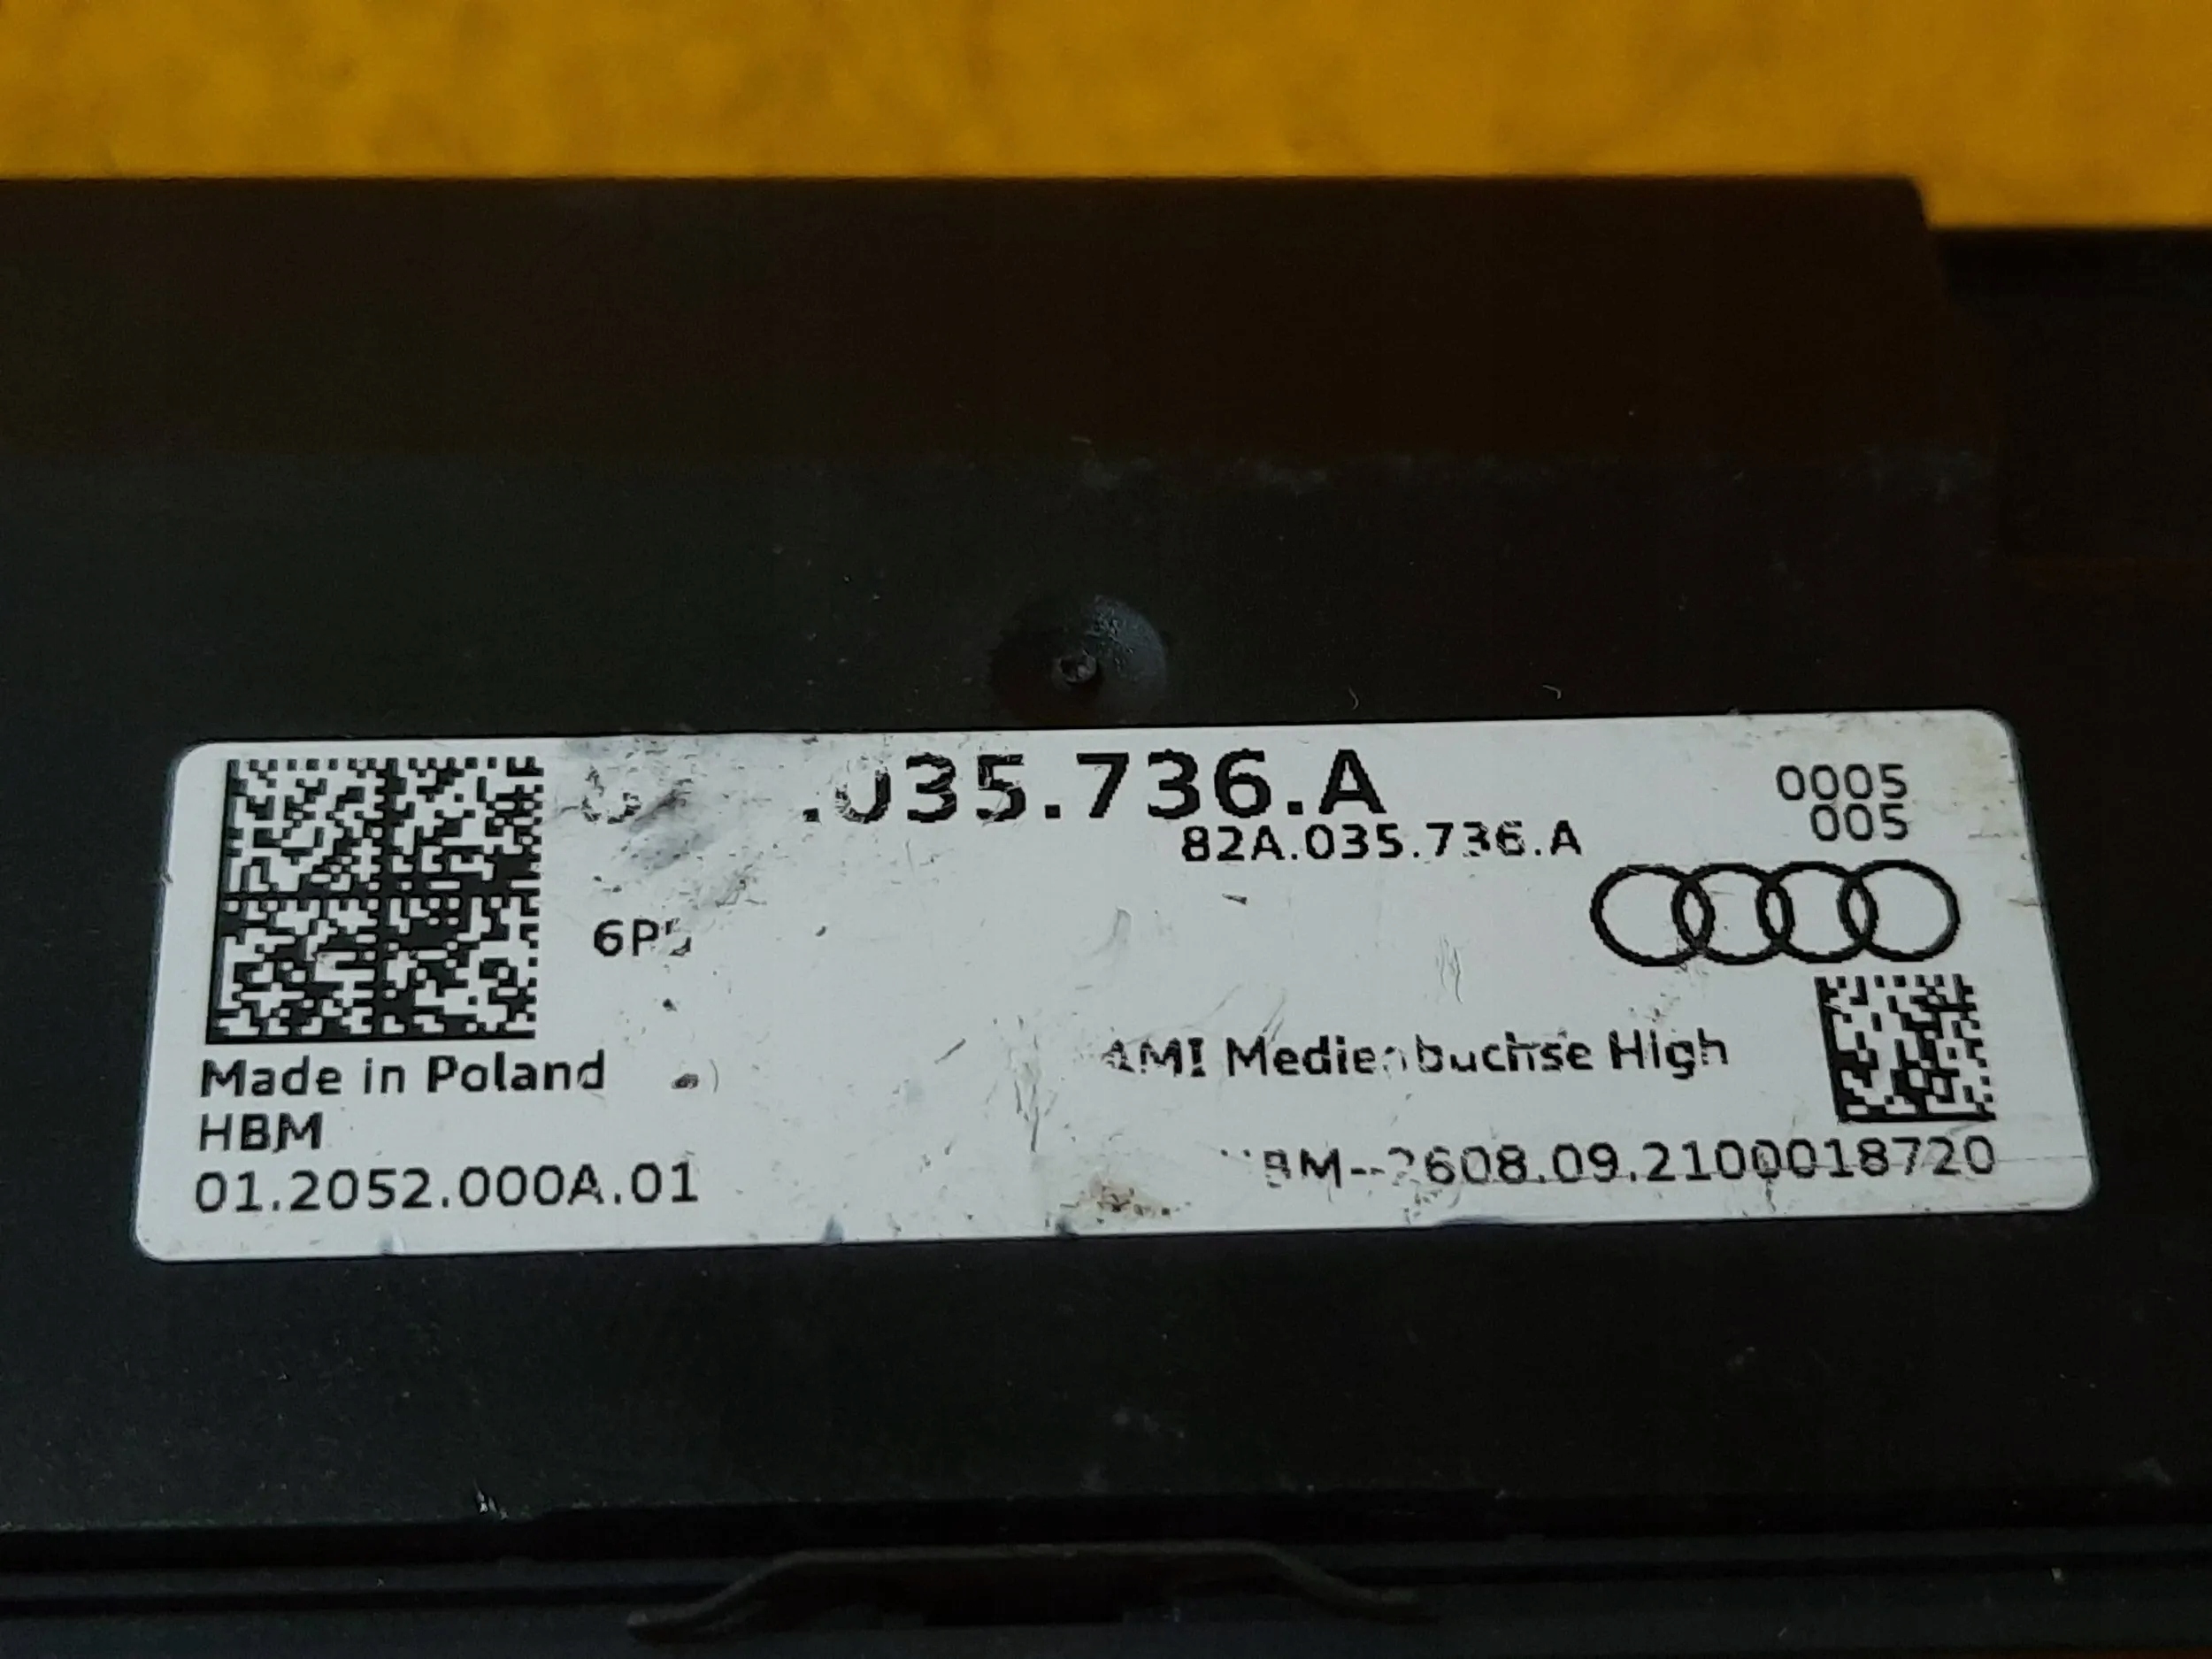 .035.736.A
0005
82A.035.736.A
005
Made in Poland
AMI Medienbuchse High
HBM
01.2052.000A.01
HBM--2608.09.2100018720